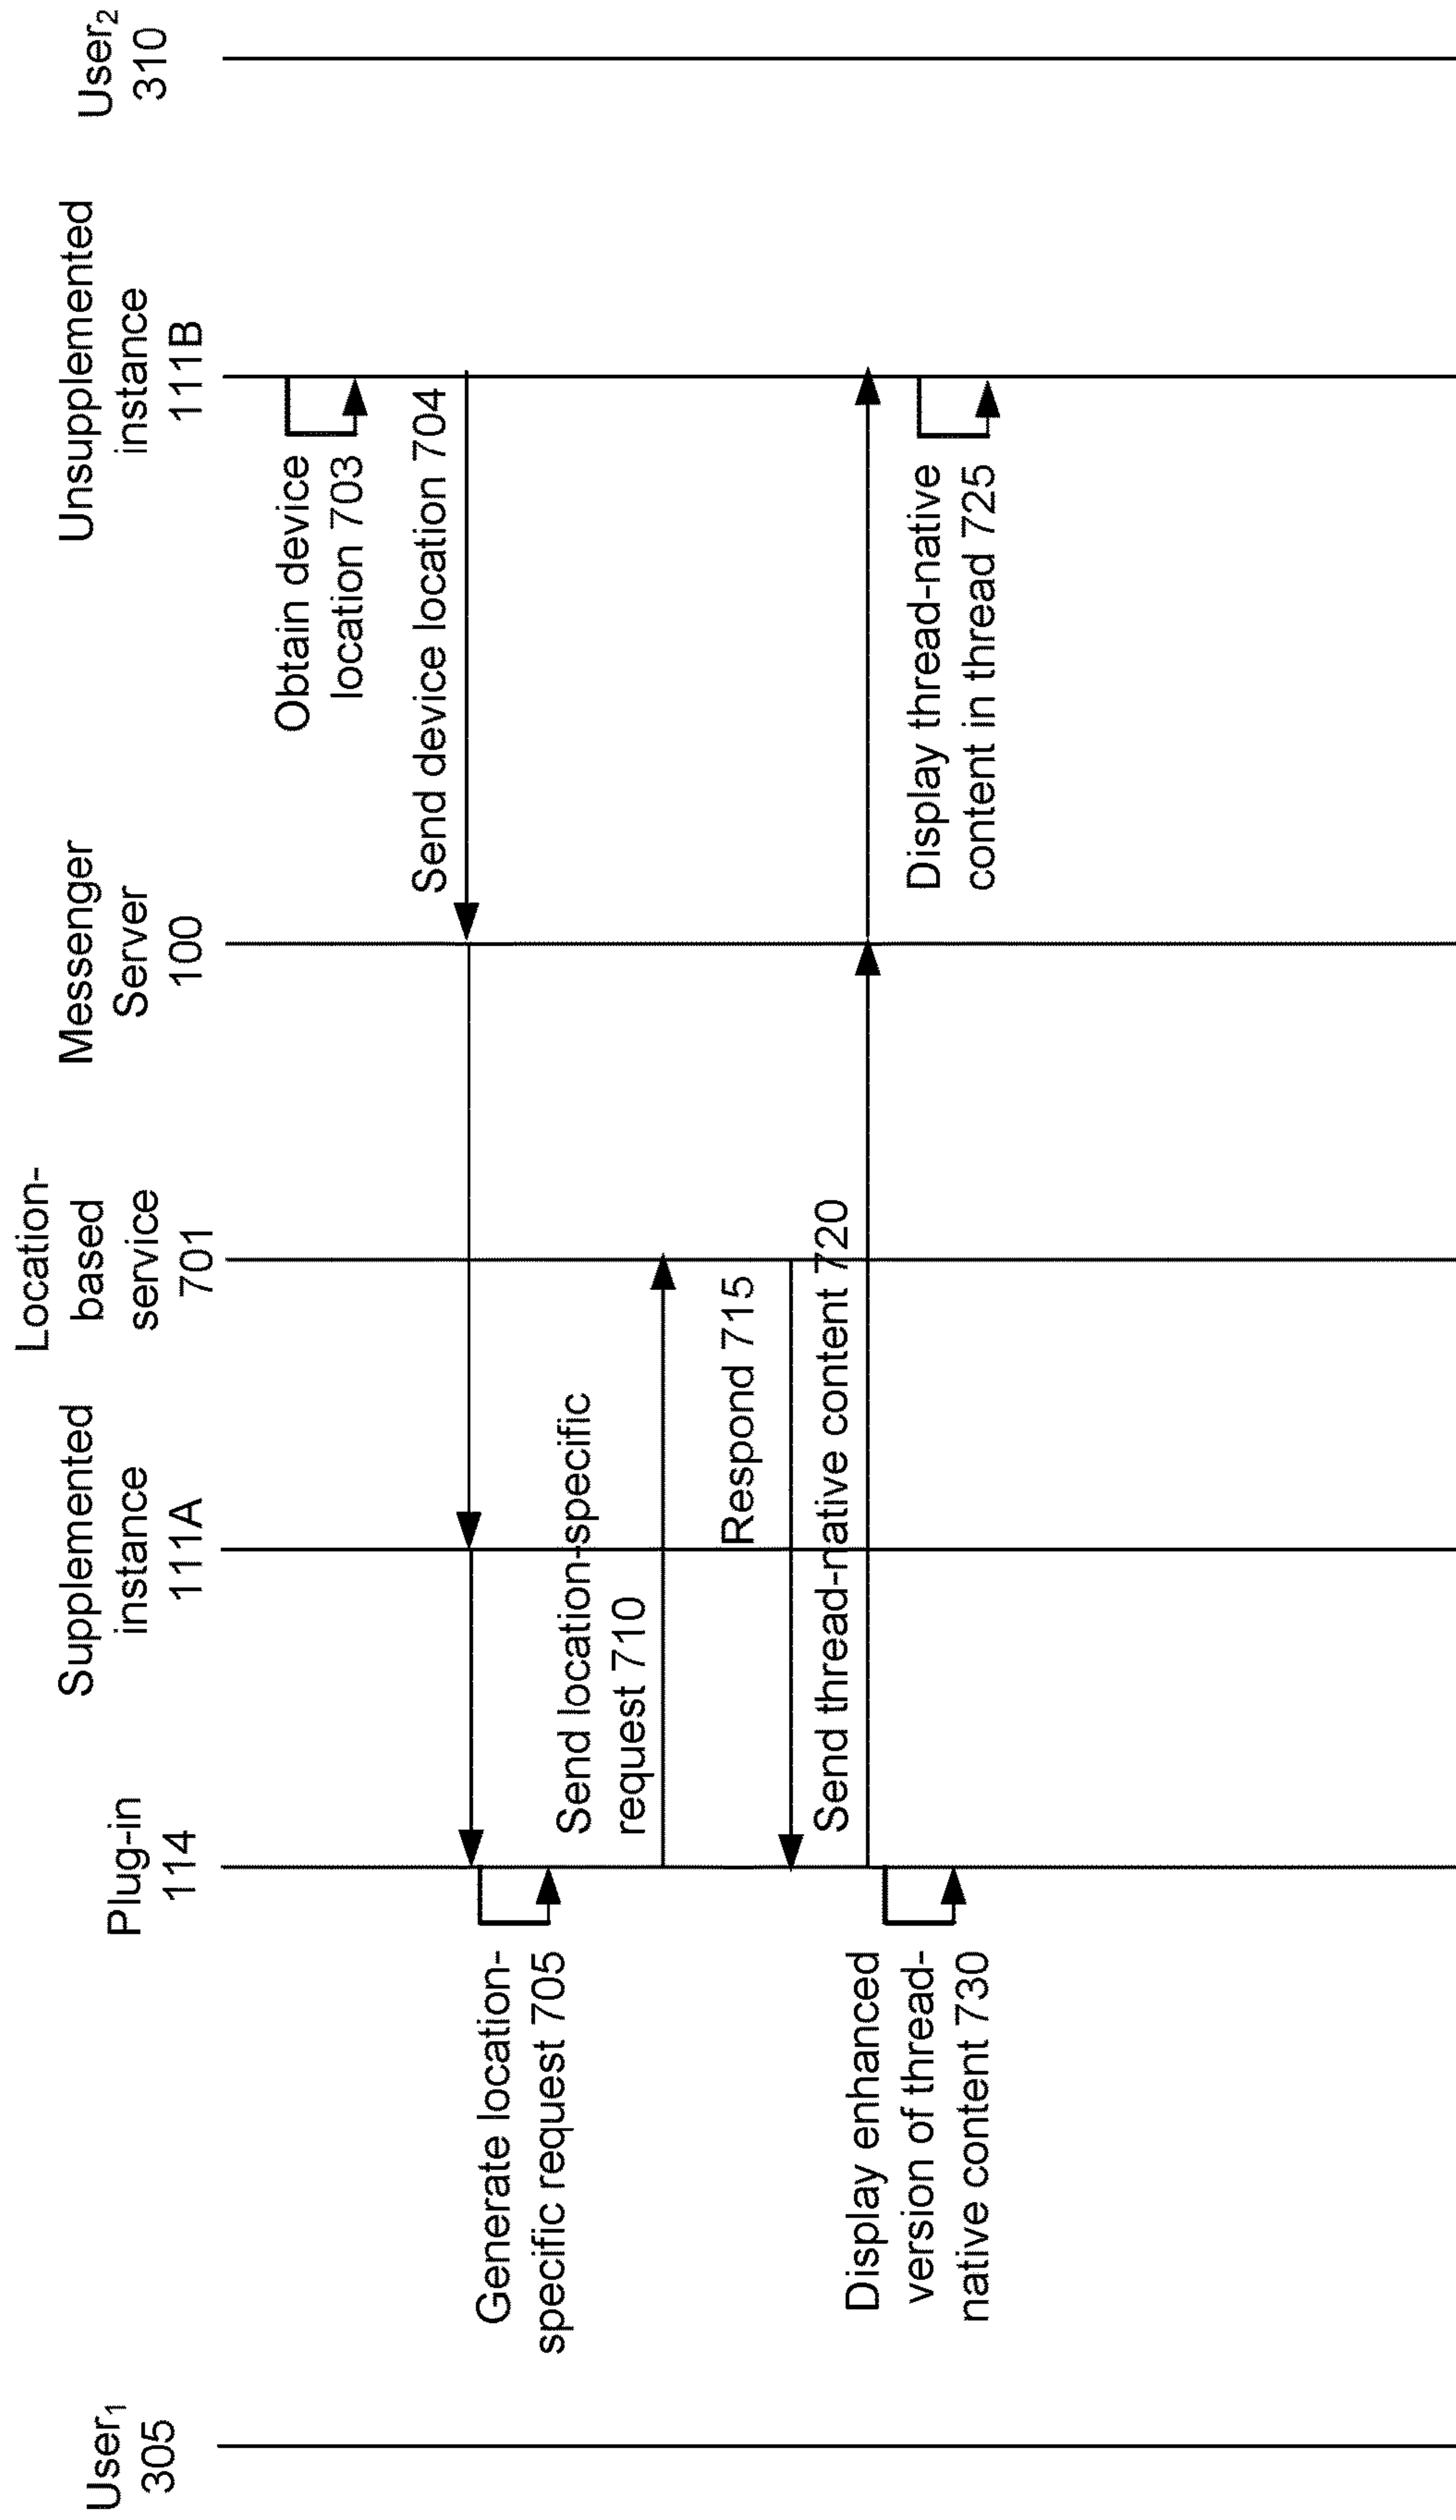 User1
305
Plug-in
114
Supplemented
instance
111A
Location-
based
service
701
Messenger
Server
100
Unsupplemented
instance
111B
User2
310
Obtain device
location 703
Send device location 704
Generate location-
specific request 705
Send location-specific
request 710
Respond 715
Send thread-native content 720
Display thread-native
content in thread 725
Display enhanced
version of thread-
native content 730